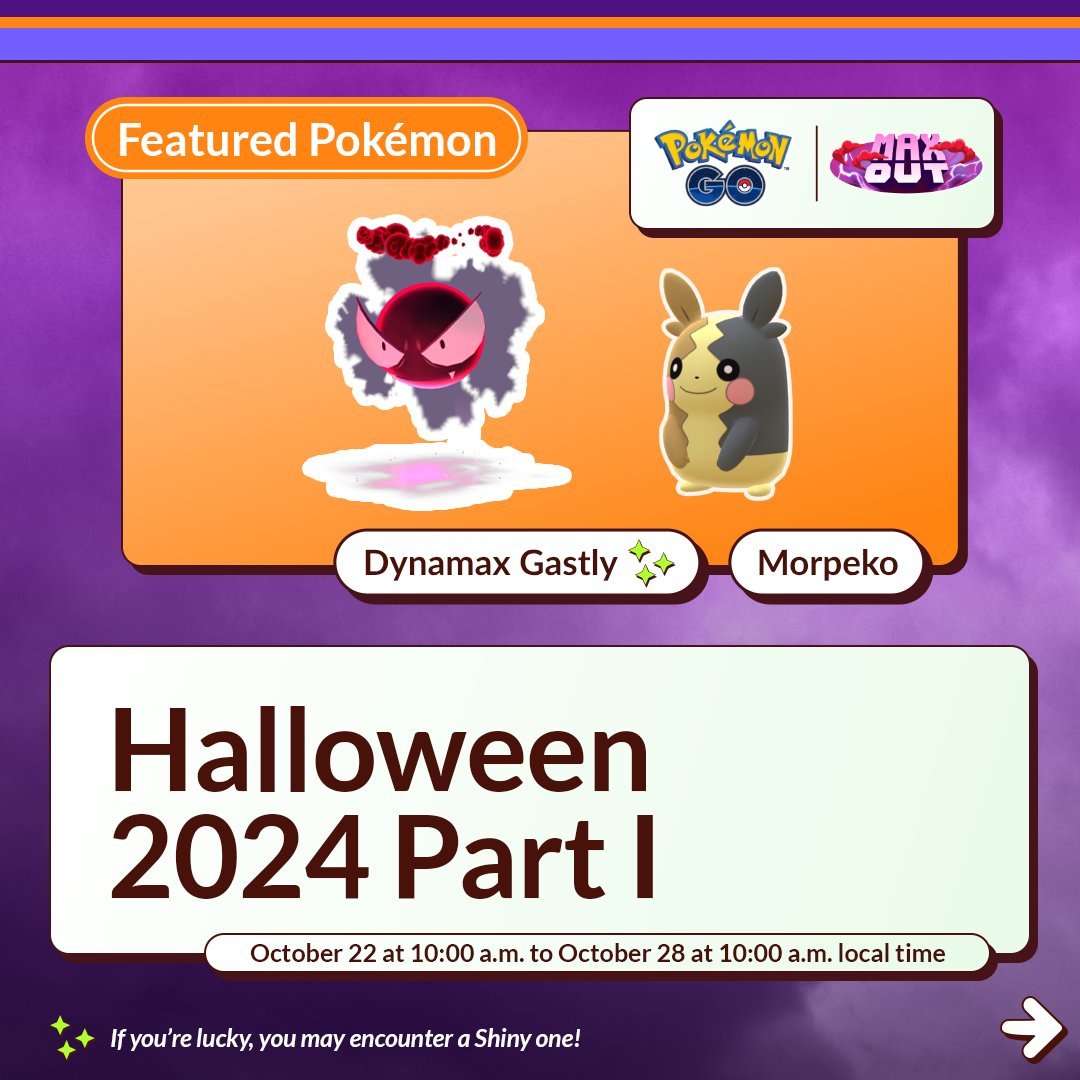 Featured Pokémon
POKéMON
GO
MAX
OUT
Dynamax Gastly
Morpeko
Halloween
2024 Part I
October 22 at 10:00 a.m. to October 28 at 10:00 a.m. local time
If you’re lucky, you may encounter a Shiny one!